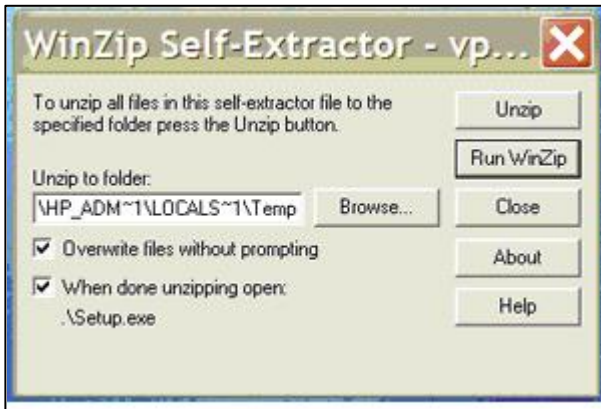 WinZip Self-Extractor - vp...
To unzip all files in this self-extractor file to the
specified folder press the Unzip button.
Unzip to folder:
\HP_ADM~1\LOCALS~1\Temp
Browse...
Overwrite files without prompting
When done unzipping open:
.\Setup.exe
Unzip
Run WinZip
Close
About
Help